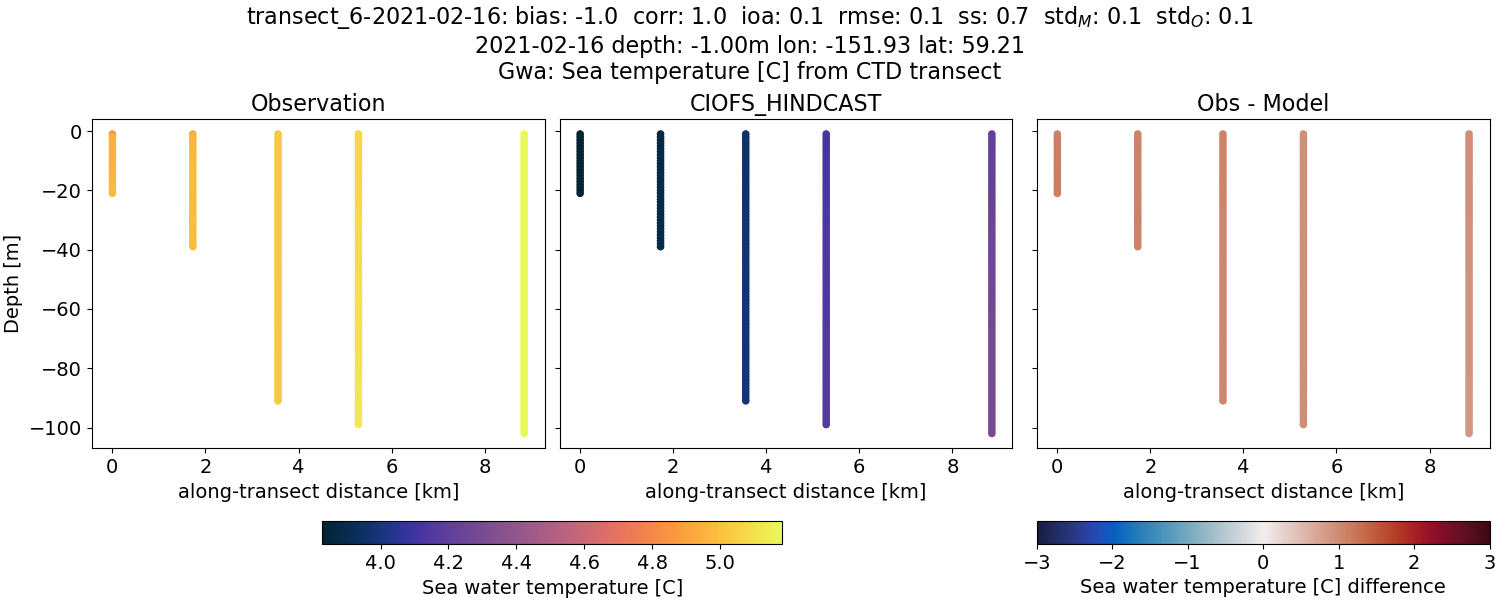 transect_6-2021-02-16: bias: -1.0  corr: 1.0  ioa: 0.1  rmse: 0.1  ss: 0.7  std_M: 0.1  std_O: 0.1
2021-02-16 depth: -1.00m lon: -151.93 lat: 59.21
Gwa: Sea temperature [C] from CTD transect
Observation
CIOFS_HINDCAST
Obs - Model
Depth [m]
0
−20
−40
−60
−80
−100
0 2 4 6 8
0 2 4 6 8
0 2 4 6 8
along-transect distance [km]
along-transect distance [km]
along-transect distance [km]
4.0 4.2 4.4 4.6 4.8 5.0
Sea water temperature [C]
−3 −2 −1 0 1 2 3
Sea water temperature [C] difference